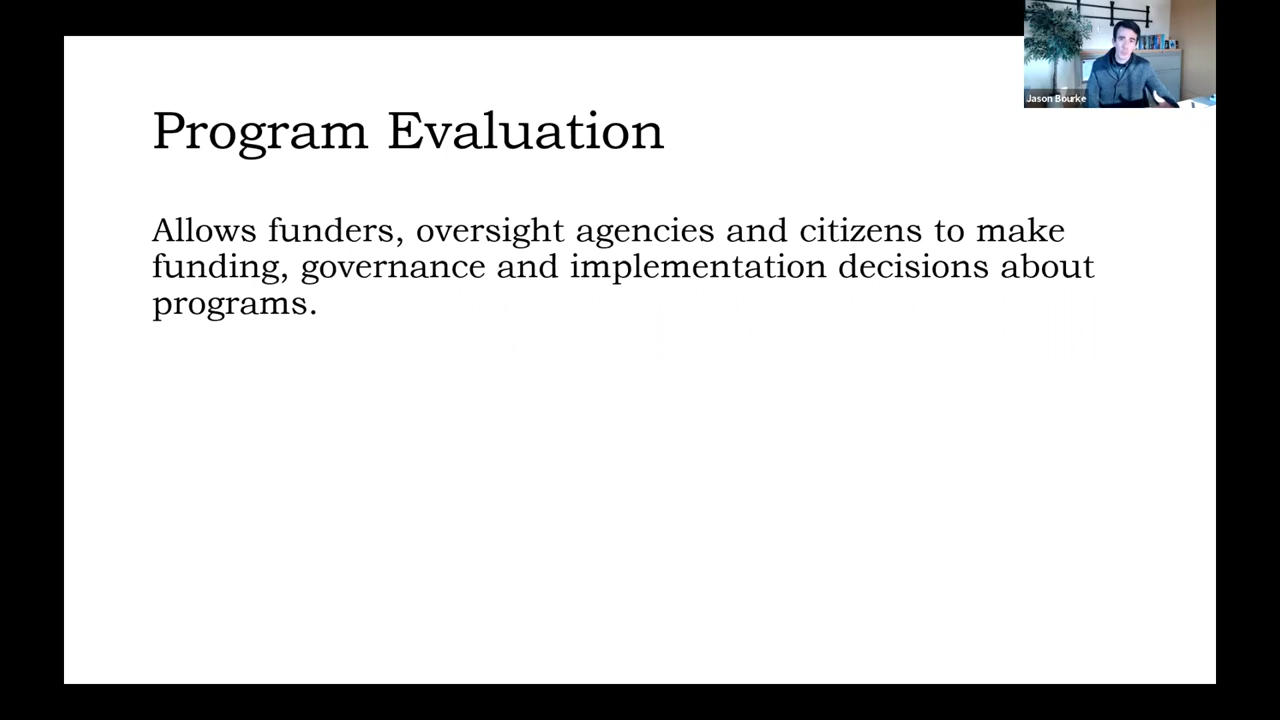 Program Evaluation
Allows funders, oversight agencies and citizens to make
funding, governance and implementation decisions about
programs.
Jason Bourke